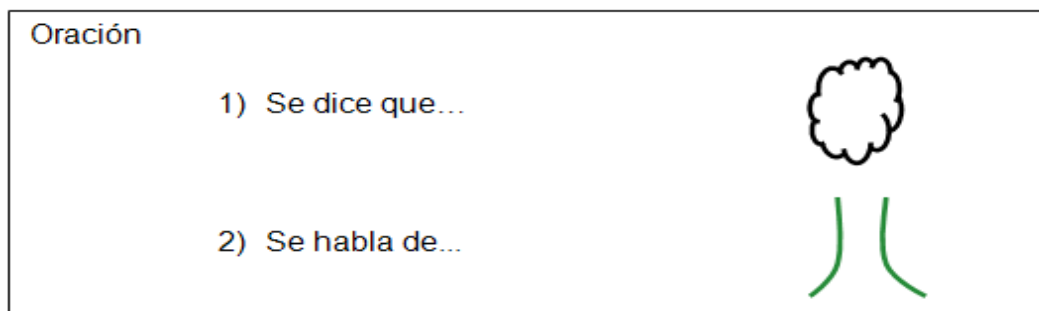 Oración
1) Se dice que...
2) Se habla de...